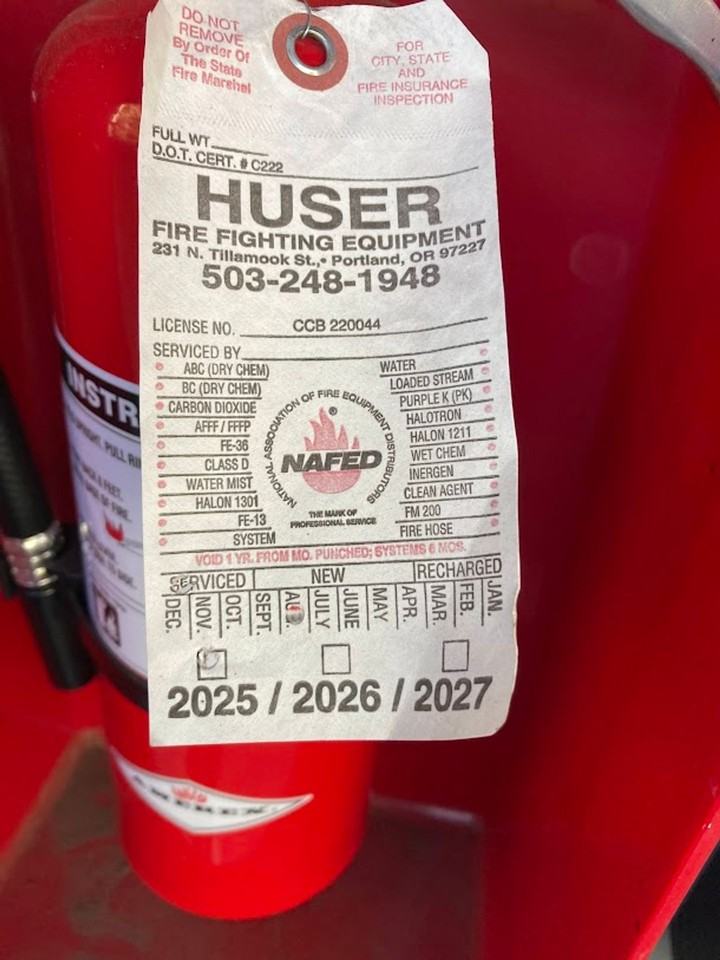 DO NOT
REMOVE
By Order Of
The State
Fire Marshal
FOR
CITY, STATE
AND
FIRE INSURANCE
INSPECTION
FULL WT.
D.O.T. CERT. # C222
HUSER
FIRE FIGHTING EQUIPMENT
231 N. Tillamook St.,• Portland, OR 97227
503-248-1948
LICENSE NO. CCB 220044
SERVICED BY
ABC (DRY CHEM)
BC (DRY CHEM)
CARBON DIOXIDE
AFFF / FFFP
FE-36
CLASS D
WATER MIST
HALON 1301
FE-13
SYSTEM
NATIONAL ASSOCIATION OF FIRE EQUIPMENT DISTRIBUTORS
®
NAFED
THE MARK OF
PROFESSIONAL SERVICE
WATER
LOADED STREAM
PURPLE K (PK)
HALOTRON
HALON 1211
WET CHEM
INERGEN
CLEAN AGENT
FM 200
FIRE HOSE
VOID 1 YR. FROM MO. PUNCHED; SYSTEMS 6 MOS.
SERVICED NEW RECHARGED
DEC. NOV. OCT. SEPT. AUG. JULY JUNE MAY APR. MAR. FEB. JAN.
2025 / 2026 / 2027
INSTR
PULL